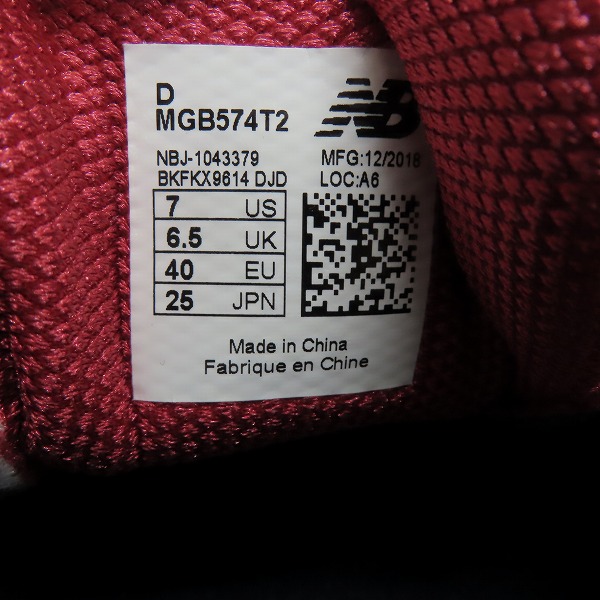 D
MGB574T2
NB
NBJ-1043379
MFG:12/2018
BKFKX9614 DJD
LOC:A6
7 US
6.5 UK
40 EU
25 JPN
Made in China
Fabrique en Chine